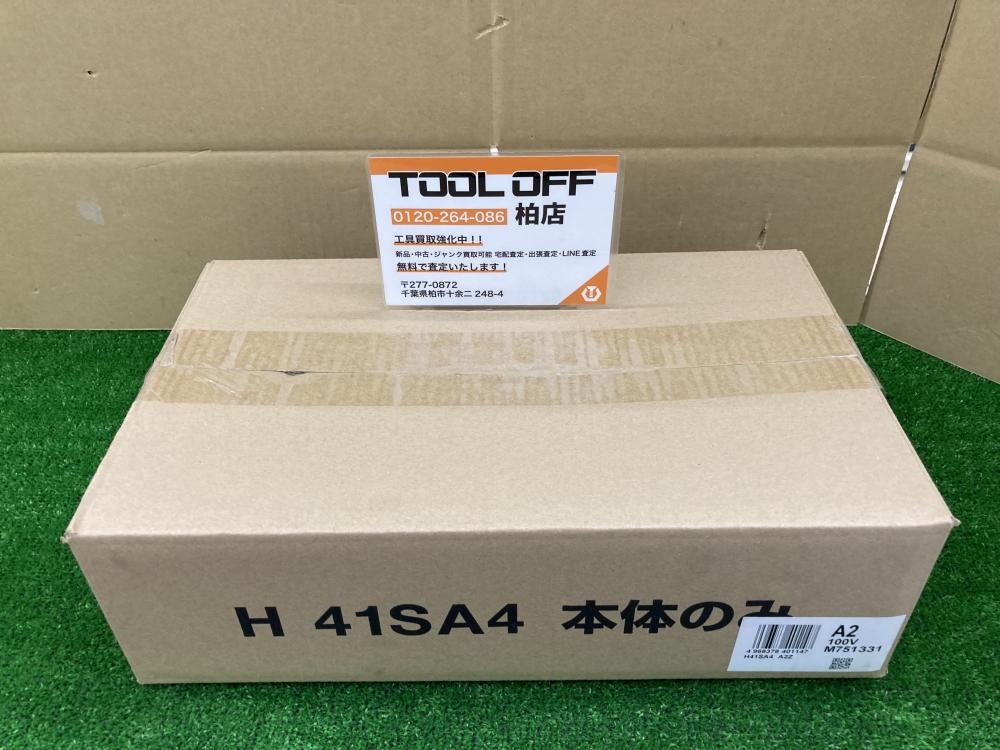 TOOL OFF
0120-264-086 柏店
工具買取強化中!!
新品・中古・ジャンク買取可能 宅配査定・出張査定・LINE査定
無料で査定いたします!
〒277-0872
千葉県柏市十余二 248-4
H 41SA4 本体のみ
A2
100V
4 966376 401147
M751331
H41SA4 A2Z